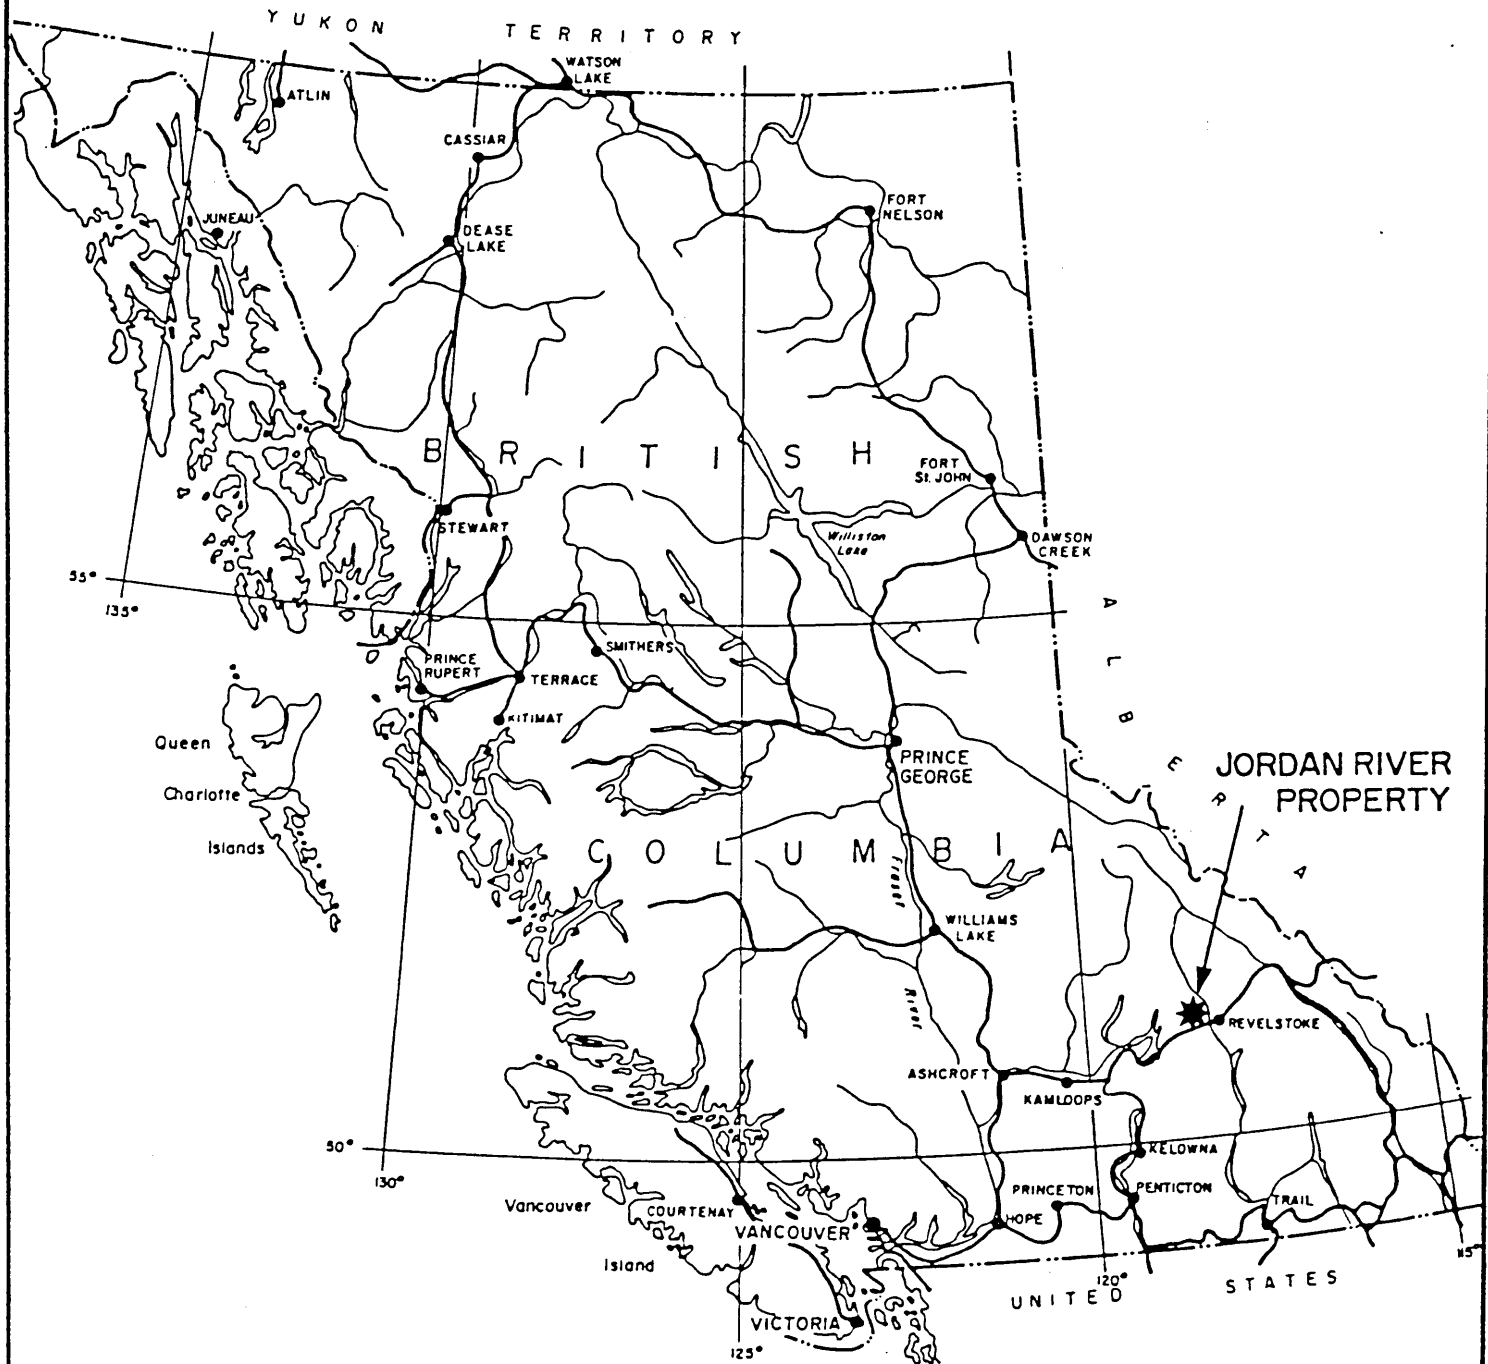 YUKON TERRITORY
WATSON
LAKE
ATLIN
CASSIAR
FORT
NELSON
JUNEAU
DEASE
LAKE
BRITISH
FORT
St. JOHN
STEWART
Williston
Lake
DAWSON
CREEK
55°
135°
ALBERTA
PRINCE
RUPERT
SMITHERS
TERRACE
KITIMAT
Queen
Charlotte
Islands
PRINCE
GEORGE
JORDAN RIVER
PROPERTY
COLUMBIA
Fraser
River
WILLIAMS
LAKE
REVELSTOKE
ASHCROFT
KAMLOOPS
50°
130°
KELOWNA
Vancouver
Island
COURTENAY
VANCOUVER
PRINCETON
PENTICTON
HOPE
TRAIL
115°
120°
UNITED STATES
VICTORIA
125°